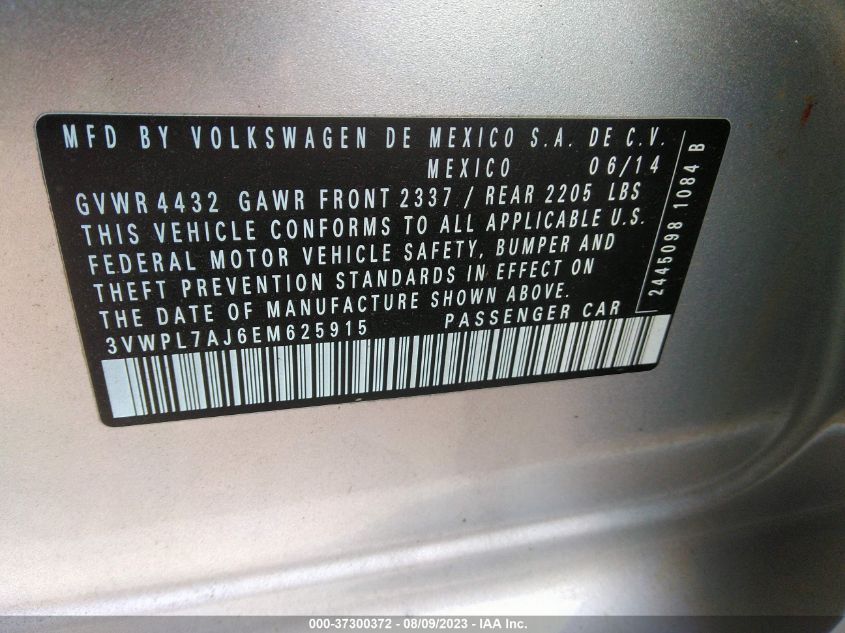 MFD BY VOLKSWAGEN DE MEXICO S.A. DE C.V.
MEXICO 06/14
GVWR 4432 GAWR FRONT 2337 / REAR 2205 LBS
THIS VEHICLE CONFORMS TO ALL APPLICABLE U.S.
FEDERAL MOTOR VEHICLE SAFETY, BUMPER AND
THEFT PREVENTION STANDARDS IN EFFECT ON
THE DATE OF MANUFACTURE SHOWN ABOVE.
3VWPL7AJ6EM625915 PASSENGER CAR
2445098 1084 B
000-37300372 - 08/09/2023 - IAA Inc.